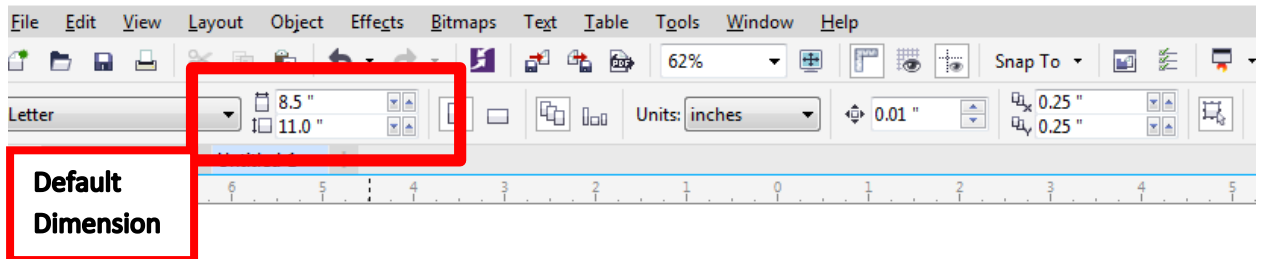 File Edit View Layout Object Effects Bitmaps Text Table Tools Window Help
62% Snap To
Letter 8.5 " Units: inches 0.01 " 0.25 "
11.0 " 0.25 "
Default
Dimension
6 5 4 3 2 1 0 1 2 3 4 5